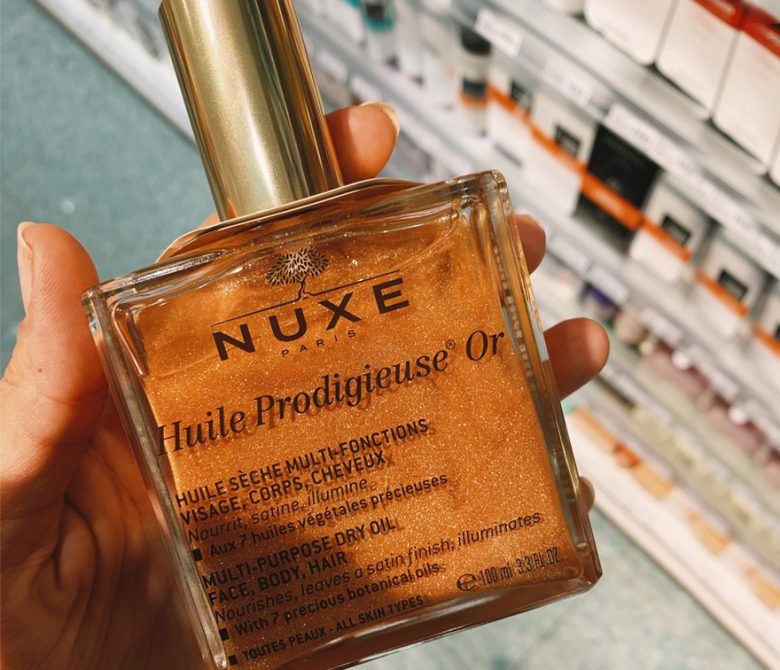 NUXE
PARIS
Huile Prodigieuse® Or
HUILE SÈCHE MULTI-FONCTIONS
VISAGE, CORPS, CHEVEUX
Nourrit, satine, illumine
■ Aux 7 huiles végétales précieuses
MULTI-PURPOSE DRY OIL
FACE, BODY, HAIR
Nourishes, leaves a satin finish, illuminates
■ With 7 precious botanical oils
℮ 100 ml 3.3 FL OZ
■ TOUTES PEAUX - ALL SKIN TYPES